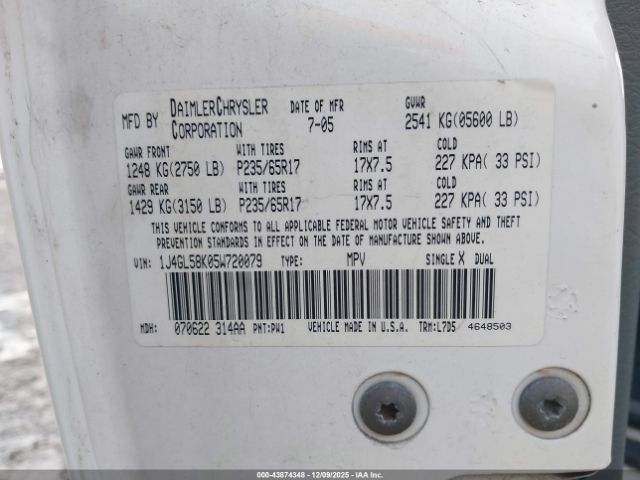 MFD BY DAIMLERCHRYSLER CORPORATION DATE OF MFR 7-05 GVWR 2541 KG(05600 LB)
GAWR FRONT WITH TIRES RIMS AT COLD
1248 KG(2750 LB) P235/65R17 17X7.5 227 KPA( 33 PSI)
GAWR REAR WITH TIRES RIMS AT COLD
1429 KG(3150 LB) P235/65R17 17X7.5 227 KPA( 33 PSI)
THIS VEHICLE CONFORMS TO ALL APPLICABLE FEDERAL MOTOR VEHICLE SAFETY AND THEFT
PREVENTION STANDARDS IN EFFECT ON THE DATE OF MANUFACTURE SHOWN ABOVE.
VIN: 1J4GL58K05W720079 TYPE: MPV SINGLE X DUAL
MDH: 070622 314AA PNT:PW1 VEHICLE MADE IN U.S.A. TRM:L7D5 4648503
000-43874348 - 12/09/2025 - IAA Inc.